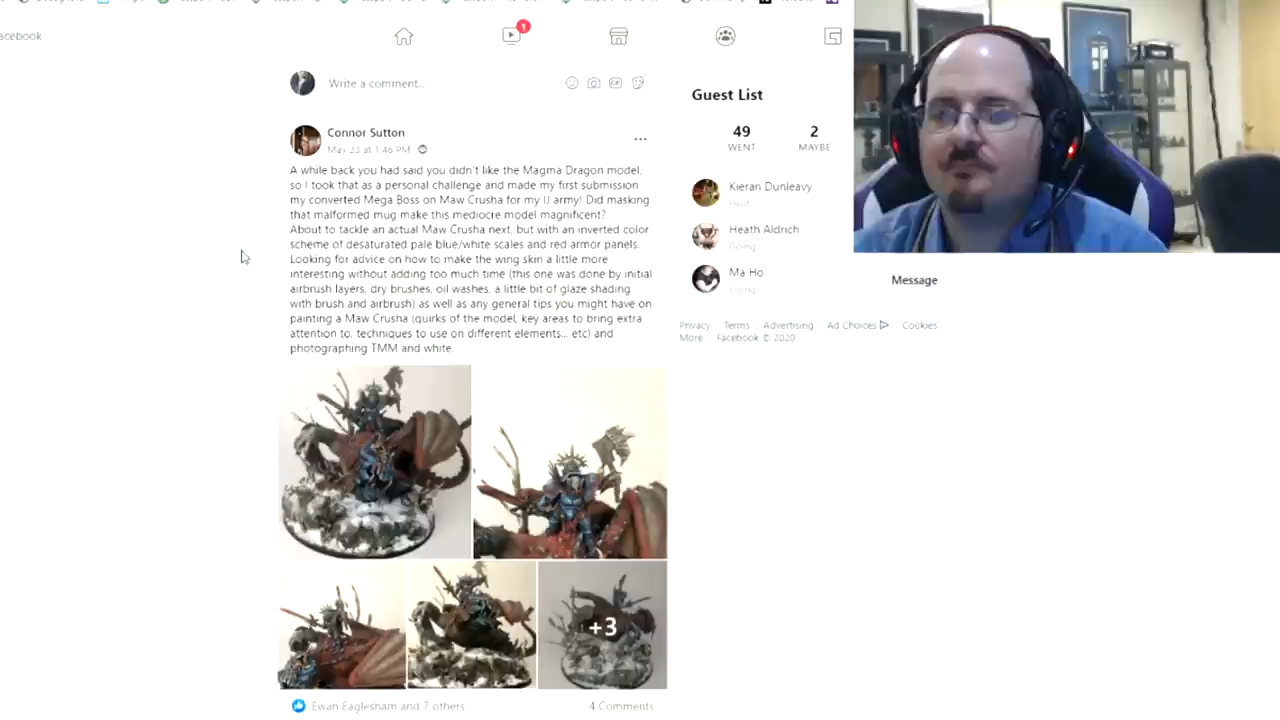 acebook
1
Write a comment...
GIF
Guest List
49
2
WENT
MAYBE
Connor Sutton
May 23 at 1:46 PM
A while back you had said you didn't like the Magma Dragon model,
so I took that as a personal challenge and made my first submission
my converted Mega Boss on Maw Crusha for my IJ army! Did masking
that malformed mug make this mediocre model magnificent?
About to tackle an actual Maw Crusha next, but with an inverted color
scheme of desaturated pale blue/white scales and red armor panels.
Looking for advice on how to make the wing skin a little more
interesting without adding too much time (this one was done by initial
airbrush layers, dry brushes, oil washes, a little bit of glaze shading
with brush and airbrush) as well as any general tips you might have on
painting a Maw Crusha (quirks of the model, key areas to bring extra
attention to, techniques to use on different elements... etc) and
photographing TMM and white.
Kieran Dunleavy
Host
Heath Aldrich
Going
Ma Ho
Going
Message
Privacy Terms Advertising Ad Choices Cookies
More Facebook © 2020
+3
Ewan Eaglesham and 7 others
4 Comments